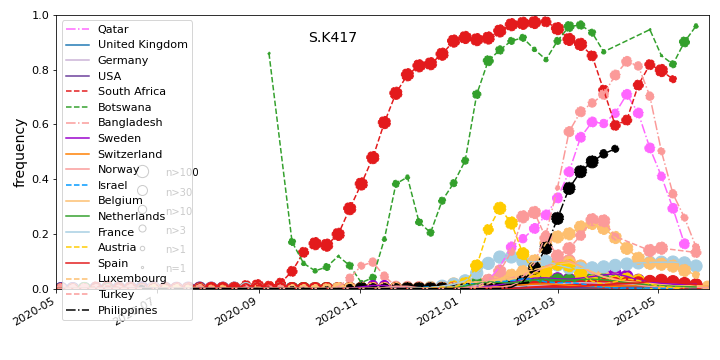 S.K417
frequency
1.0
0.8
0.6
0.4
0.2
0.0
Qatar
United Kingdom
Germany
USA
South Africa
Botswana
Bangladesh
Sweden
Switzerland
Norway
Israel
Belgium
Netherlands
France
Austria
Spain
Luxembourg
Turkey
Philippines
n>100
n>30
n>10
n>3
n>1
n=1
2020-05
2020-09
2020-11
2021-01
2021-03
2021-05